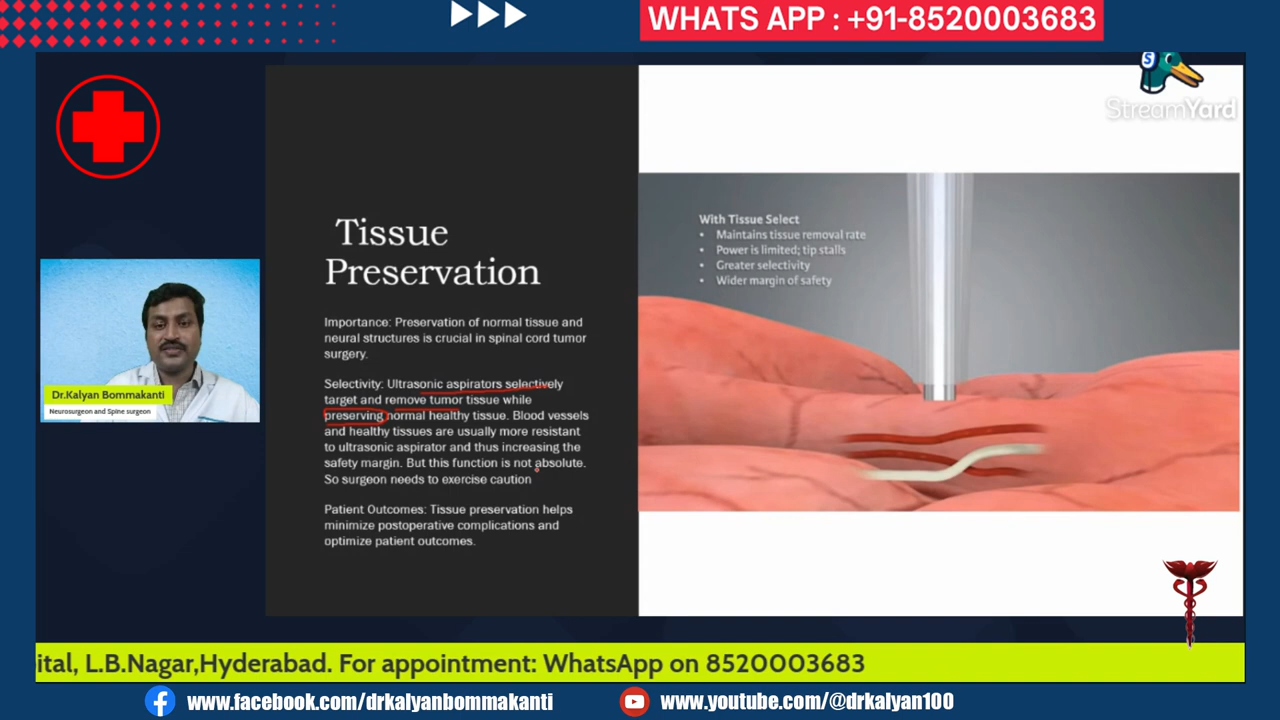 WHATS APP : +91-8520003683
S
StreamYard
Tissue
Preservation
Importance: Preservation of normal tissue and
neural structures is crucial in spinal cord tumor
surgery.
Selectivity: Ultrasonic aspirators selectively
target and remove tumor tissue while
preserving normal healthy tissue. Blood vessels
and healthy tissues are usually more resistant
to ultrasonic aspirator and thus increasing the
safety margin. But this function is not absolute.
So surgeon needs to exercise caution
Patient Outcomes: Tissue preservation helps
minimize postoperative complications and
optimize patient outcomes.
With Tissue Select
• Maintains tissue removal rate
• Power is limited; tip stalls
• Greater selectivity
• Wider margin of safety
Dr.Kalyan Bommakanti
Neurosurgeon and Spine surgeon
ital, L.B.Nagar,Hyderabad. For appointment: WhatsApp on 8520003683
www.facebook.com/drkalyanbommakanti
www.youtube.com/@drkalyan100